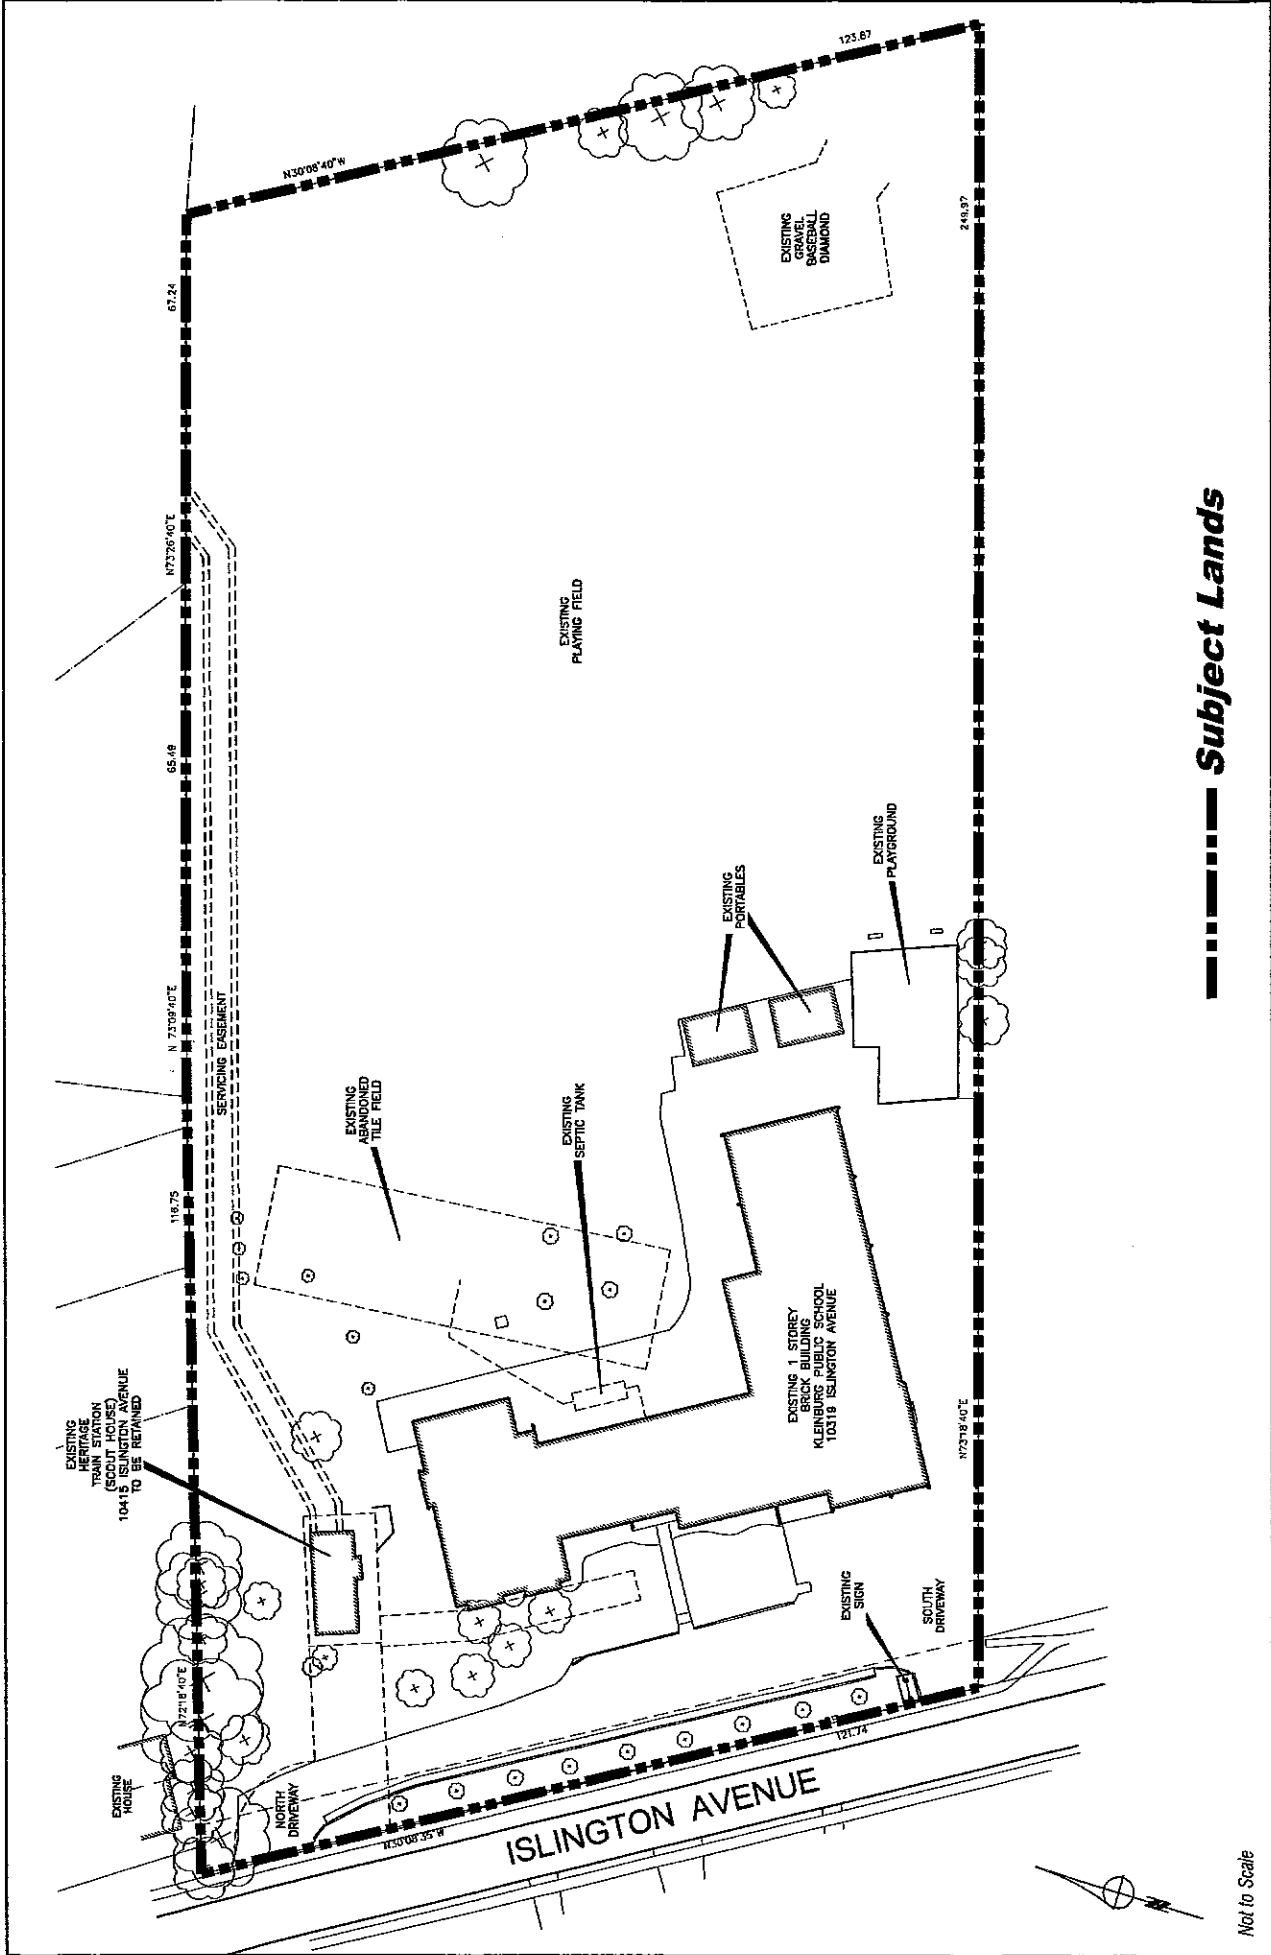 EXISTING
HOUSE
N72°18'40"E
EXISTING
HERITAGE
TRAIN STATION
(SCOUT HOUSE)
10415 ISLINGTON AVENUE
TO BE RETAINED
118.75
N 73°09'40"E
SERVICING EASEMENT
65.49
N73°26'40"E
67.24
N30°08'40"W
123.87
NORTH
DRIVEWAY
EXISTING
ABANDONED
TILE FIELD
EXISTING
SEPTIC TANK
EXISTING
PLAYING FIELD
EXISTING
GRAVEL
BASEBALL
DIAMOND
EXISTING
PORTABLES
EXISTING
PLAYGROUND
EXISTING 1 STOREY
BRICK BUILDING
KLEINBURG PUBLIC SCHOOL
10319 ISLINGTON AVENUE
N30°08'35"W
121.74
ISLINGTON AVENUE
EXISTING
SIGN
SOUTH
DRIVEWAY
N73°18'40"E
249.97
Subject Lands
N
Not to Scale